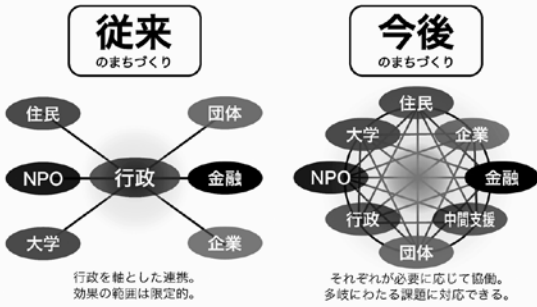 従来
のまちづくり
住民
団体
NPO
行政
金融
大学
企業
行政を軸とした連携。
効果の範囲は限定的。
今後
のまちづくり
住民
大学
企業
NPO
金融
行政
中間支援
団体
それぞれが必要に応じて協働。
多岐にわたる課題に対応できる。